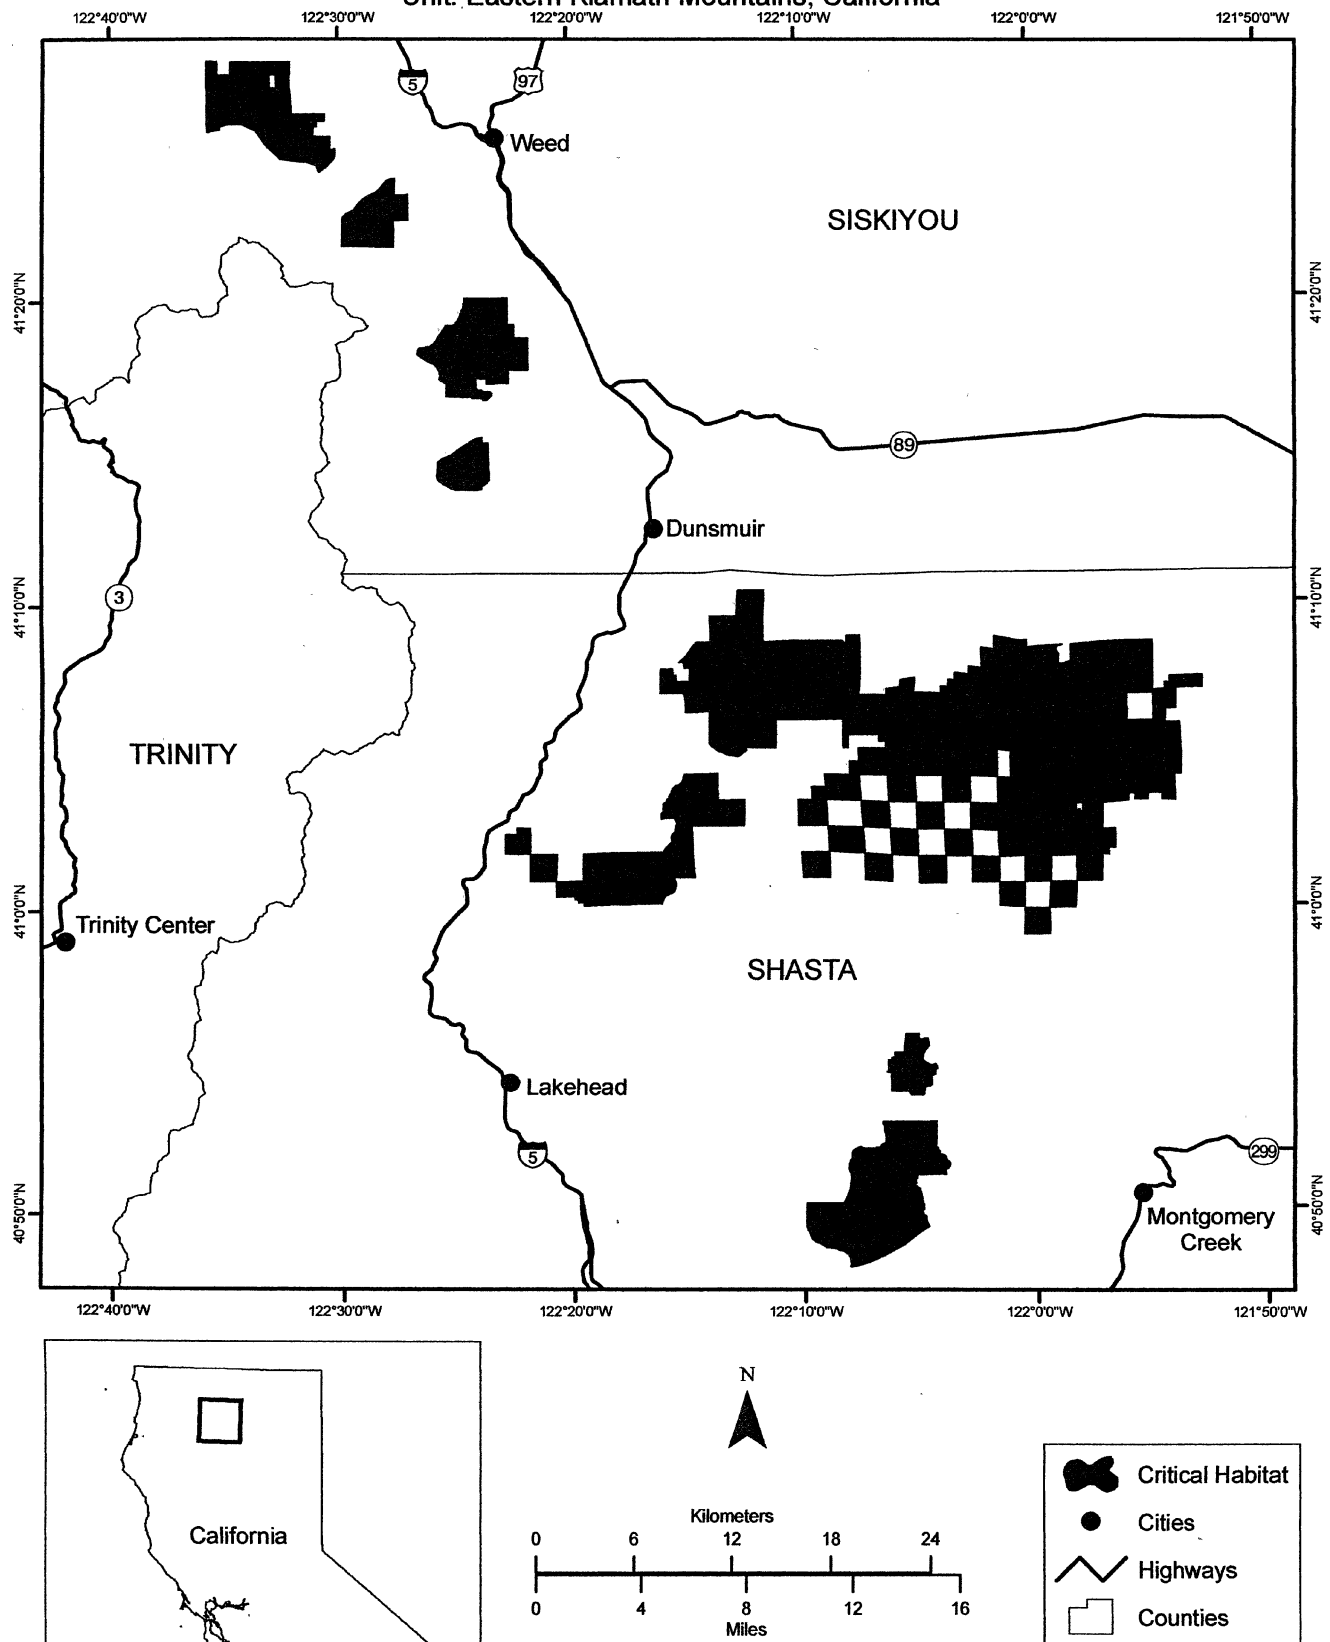 Unit: Eastern Klamath Mountains, California
122°40'0"W 122°30'0"W 122°20'0"W 122°10'0"W 122°0'0"W 121°50'0"W
5
97
Weed
SISKIYOU
41°20'0"N
41°20'0"N
89
Dunsmuir
41°10'0"N
41°10'0"N
3
TRINITY
41°0'0"N
41°0'0"N
Trinity Center
SHASTA
Lakehead
5
299
40°50'0"N
40°50'0"N
Montgomery
Creek
122°40'0"W 122°30'0"W 122°20'0"W 122°10'0"W 122°0'0"W 121°50'0"W
N
California
Kilometers
0 6 12 18 24
0 4 8 12 16
Miles
Critical Habitat
Cities
Highways
Counties